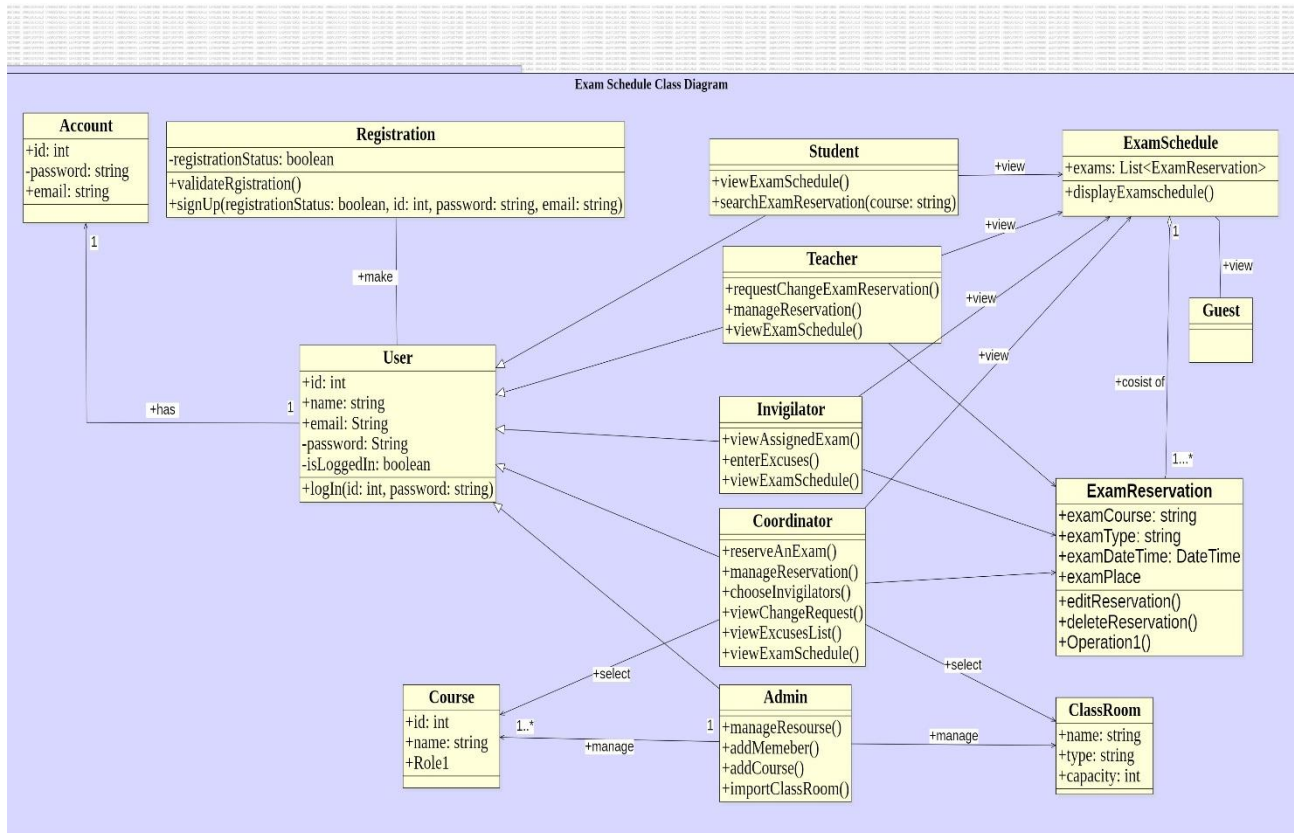 Exam Schedule Class Diagram
Account
+id: int
-password: string
+email: string
Registration
-registrationStatus: boolean
+validateRgistration()
+signUp(registrationStatus: boolean, id: int, password: string, email: string)
Student
+viewExamSchedule()
+searchExamReservation(course: string)
+view
ExamSchedule
+exams: List<ExamReservation>
+displayExamschedule()
1
+make
Teacher
+requestChangeExamReservation()
+manageReservation()
+viewExamSchedule()
+view
1
+view
+view
Guest
User
+id: int
+name: string
+email: String
-password: String
-isLoggedIn: boolean
+logIn(id: int, password: string)
+has
1
+view
+cosist of
Invigilator
+viewAssignedExam()
+enterExcuses()
+viewExamSchedule()
1...*
ExamReservation
+examCourse: string
+examType: string
+examDateTime: DateTime
+examPlace
+editReservation()
+deleteReservation()
+Operation1()
Coordinator
+reserveAnExam()
+manageReservation()
+chooseInvigilators()
+viewChangeRequest()
+viewExcusesList()
+viewExamSchedule()
+select
+select
Course
+id: int
+name: string
+Role1
1..*
+manage
1
Admin
+manageResourse()
+addMemeber()
+addCourse()
+importClassRoom()
+manage
ClassRoom
+name: string
+type: string
+capacity: int